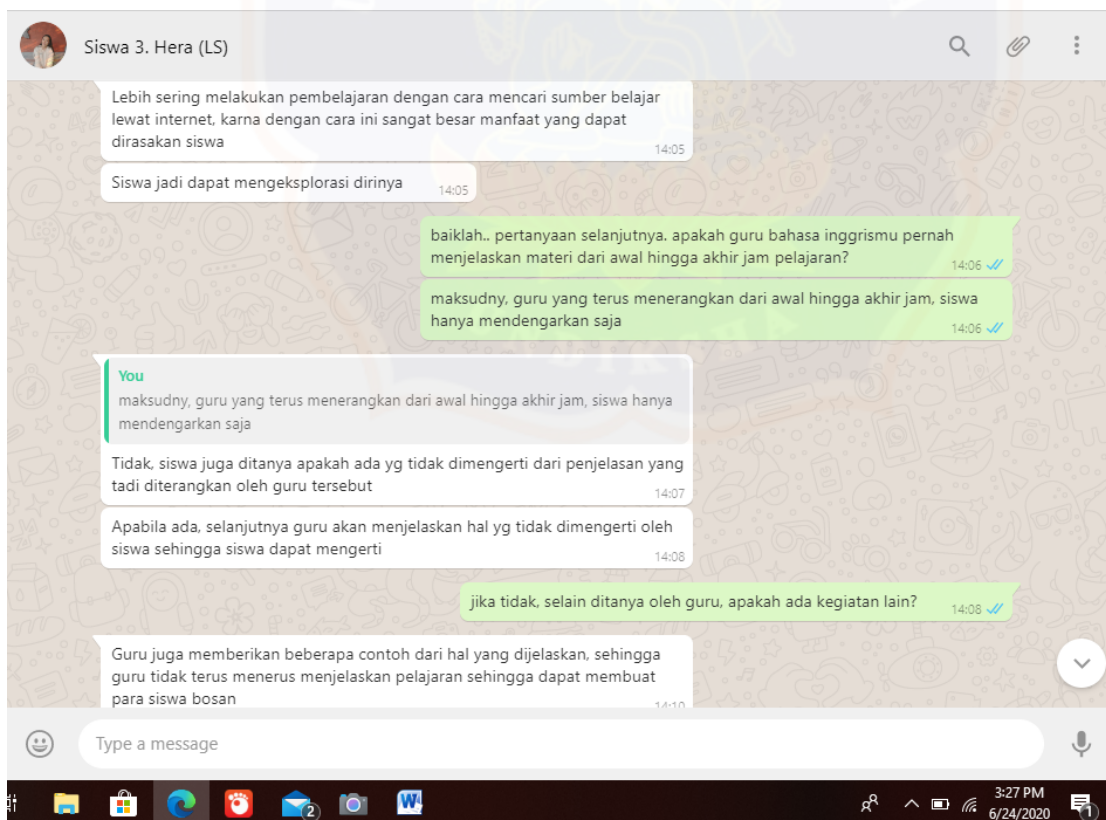 Siswa 3. Hera (LS)
Lebih sering melakukan pembelajaran dengan cara mencari sumber belajar
lewat internet, karna dengan cara ini sangat besar manfaat yang dapat
dirasakan siswa
14:05
Siswa jadi dapat mengeksplorasi dirinya
14:05
baiklah.. pertanyaan selanjutnya. apakah guru bahasa inggrismu pernah
menjelaskan materi dari awal hingga akhir jam pelajaran?
14:06
maksudny, guru yang terus menerangkan dari awal hingga akhir jam, siswa
hanya mendengarkan saja
14:06
You
maksudny, guru yang terus menerangkan dari awal hingga akhir jam, siswa hanya
mendengarkan saja
Tidak, siswa juga ditanya apakah ada yg tidak dimengerti dari penjelasan yang
tadi diterangkan oleh guru tersebut
14:07
Apabila ada, selanjutnya guru akan menjelaskan hal yg tidak dimengerti oleh
siswa sehingga siswa dapat mengerti
14:08
jika tidak, selain ditanya oleh guru, apakah ada kegiatan lain?
14:08
Guru juga memberikan beberapa contoh dari hal yang dijelaskan, sehingga
guru tidak terus menerus menjelaskan pelajaran sehingga dapat membuat
para siswa bosan
14:10
Type a message
2
3:27 PM
6/24/2020
1